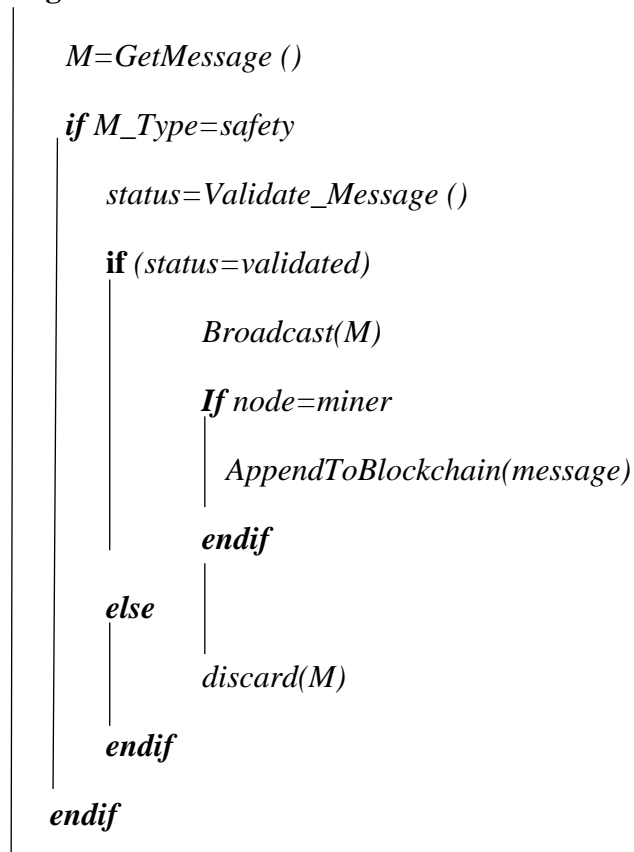 M=GetMessage ()
if M_Type=safety
status=Validate_Message ()
if (status=validated)
Broadcast(M)
If node=miner
AppendToBlockchain(message)
endif
else
discard(M)
endif
endif